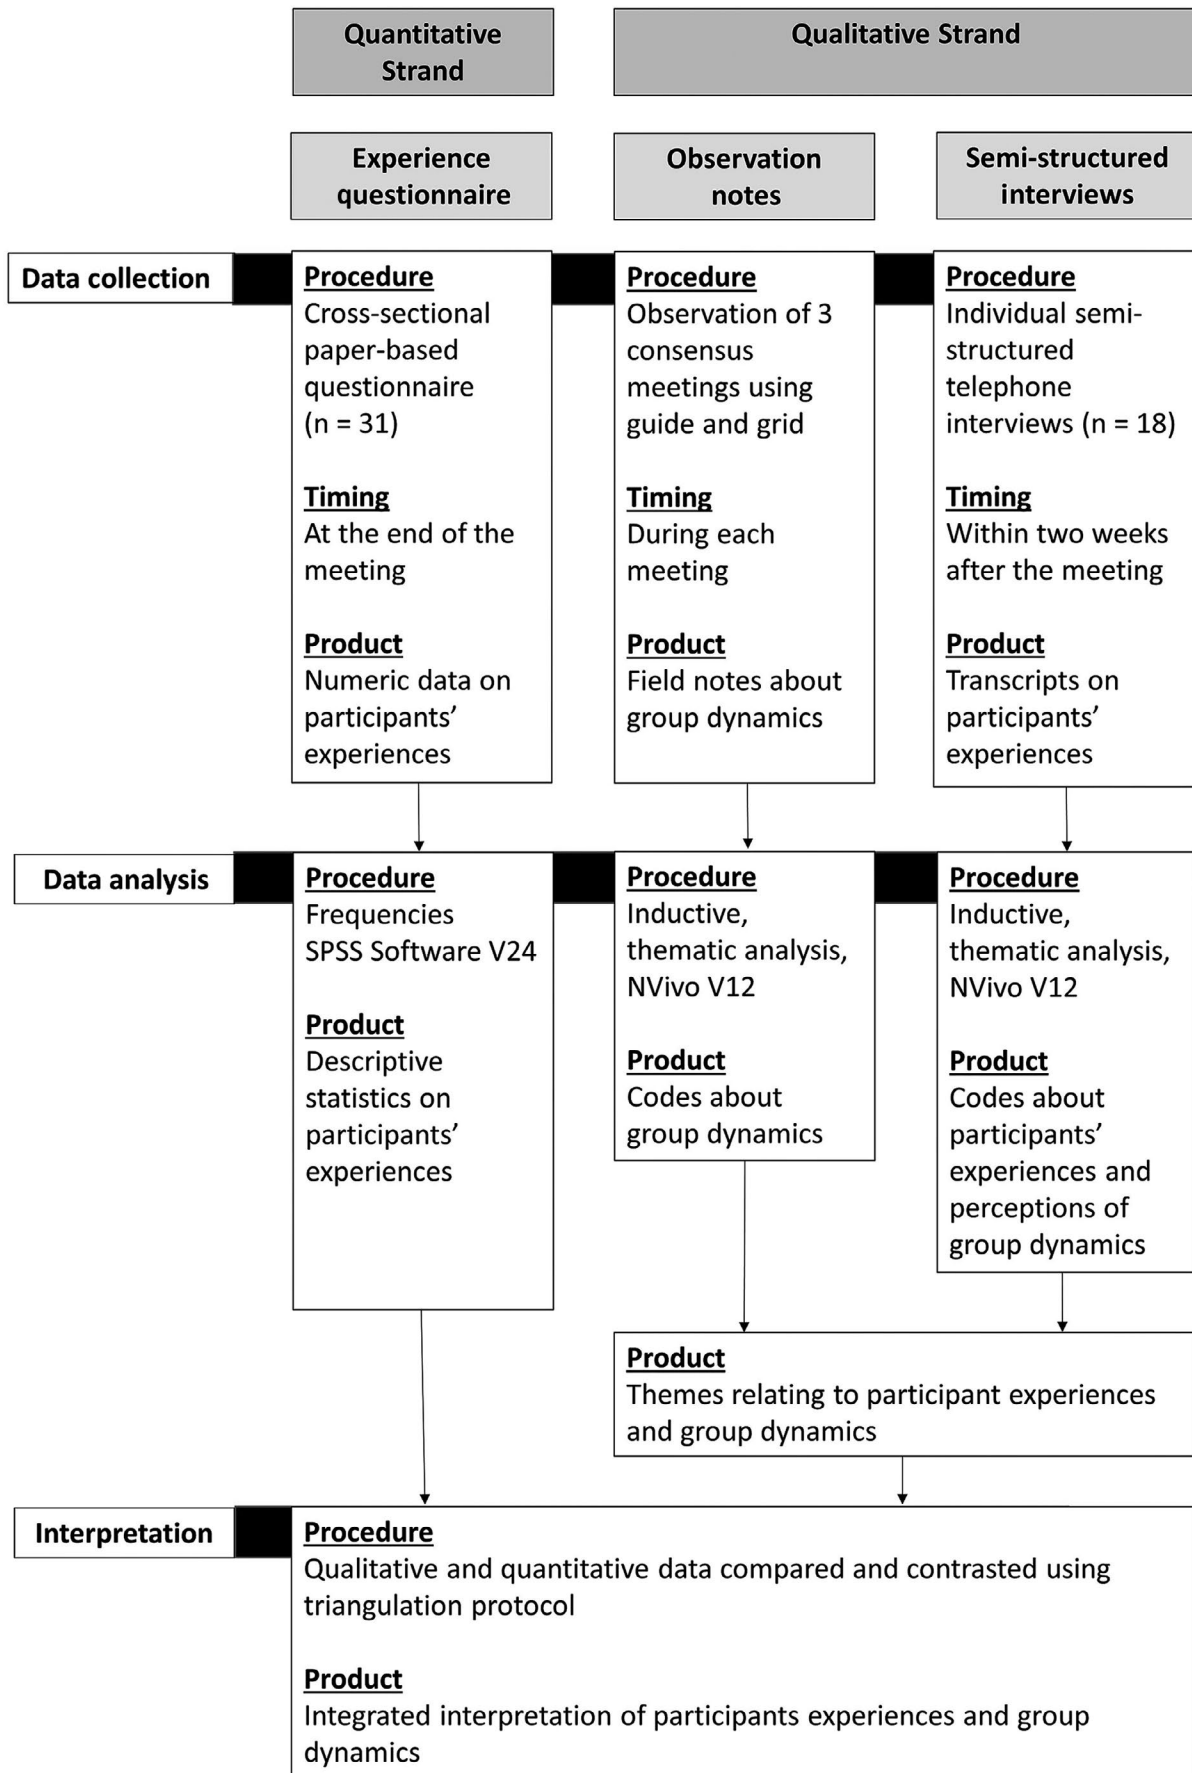 Quantitative
Strand
Qualitative Strand
Experience
questionnaire
Observation
notes
Semi-structured
interviews
Data collection
Procedure
Cross-sectional
paper-based
questionnaire
(n = 31)
Timing
At the end of the
meeting
Product
Numeric data on
participants’
experiences
Procedure
Observation of 3
consensus
meetings using
guide and grid
Timing
During each
meeting
Product
Field notes about
group dynamics
Procedure
Individual semi-
structured
telephone
interviews (n = 18)
Timing
Within two weeks
after the meeting
Product
Transcripts on
participants’
experiences
Data analysis
Procedure
Frequencies
SPSS Software V24
Product
Descriptive
statistics on
participants’
experiences
Procedure
Inductive,
thematic analysis,
NVivo V12
Product
Codes about
group dynamics
Procedure
Inductive,
thematic analysis,
NVivo V12
Product
Codes about
participants’
experiences and
perceptions of
group dynamics
Product
Themes relating to participant experiences
and group dynamics
Interpretation
Procedure
Qualitative and quantitative data compared and contrasted using
triangulation protocol
Product
Integrated interpretation of participants experiences and group
dynamics